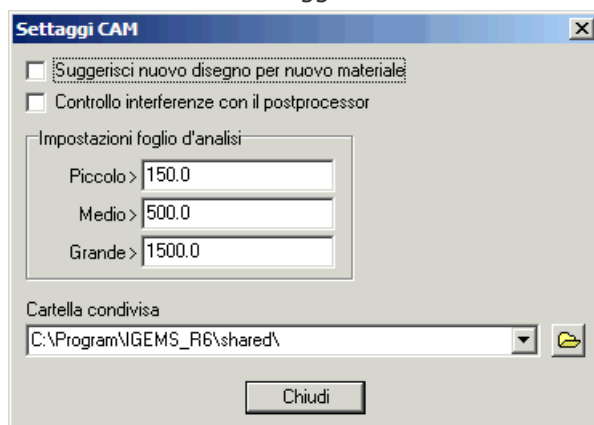 Settaggi CAM
Suggerisci nuovo disegno per nuovo materiale
Controllo interferenze con il postprocessor
Impostazioni foglio d'analisi
Piccolo > 150.0
Medio > 500.0
Grande > 1500.0
Cartella condivisa
C:\Program\IGEMS_R6\shared\
Chiudi